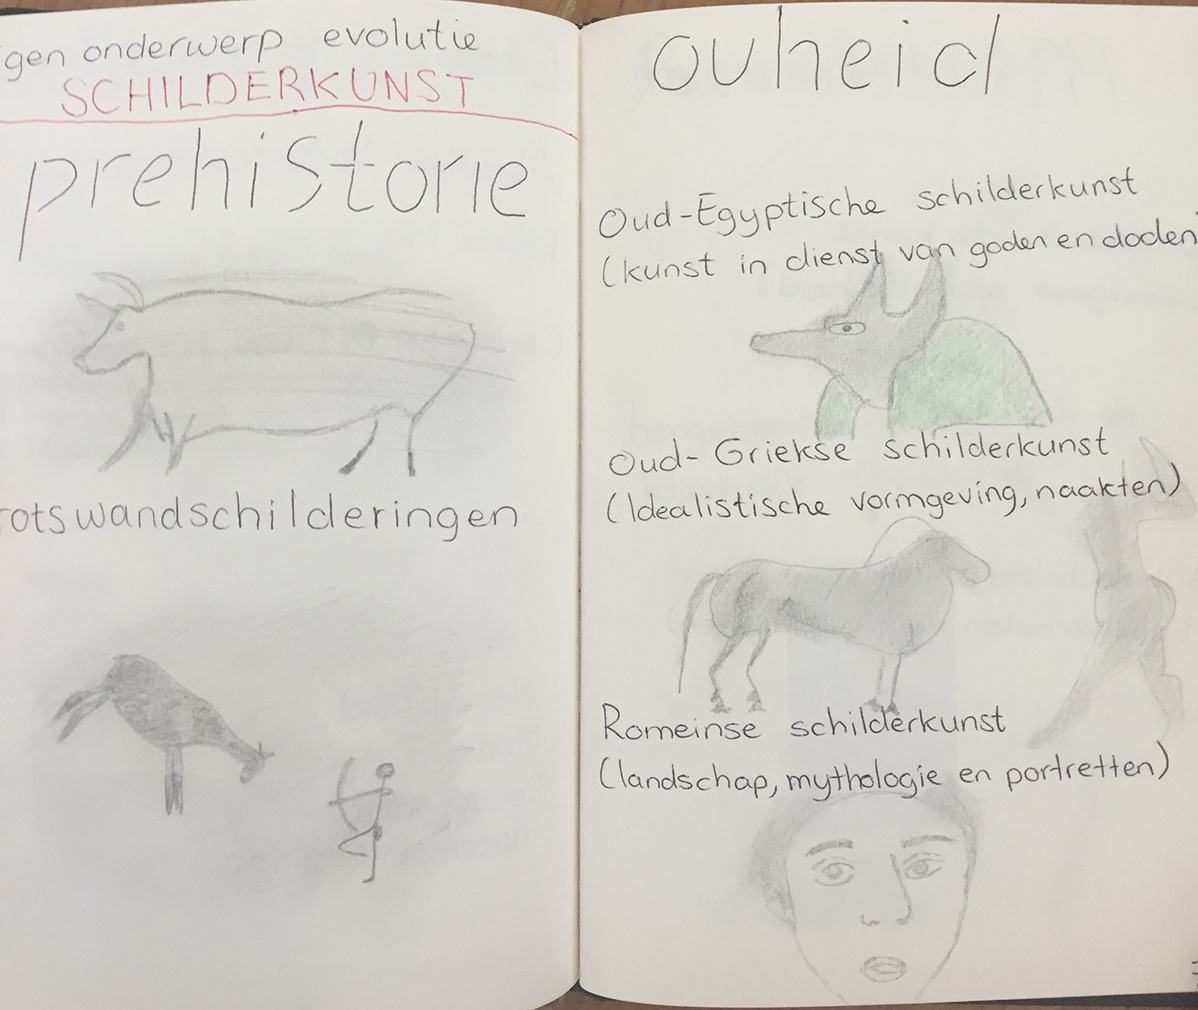 gen onderwerp evolutie
SCHILDERKUNST
prehistorie
rotswandschilderingen
ouheid
Oud-Egyptische schilderkunst
(kunst in dienst van goden en doden)
Oud-Griekse schilderkunst
(Idealistische vormgeving, naakten)
Romeinse schilderkunst
(landschap, mythologie en portretten)